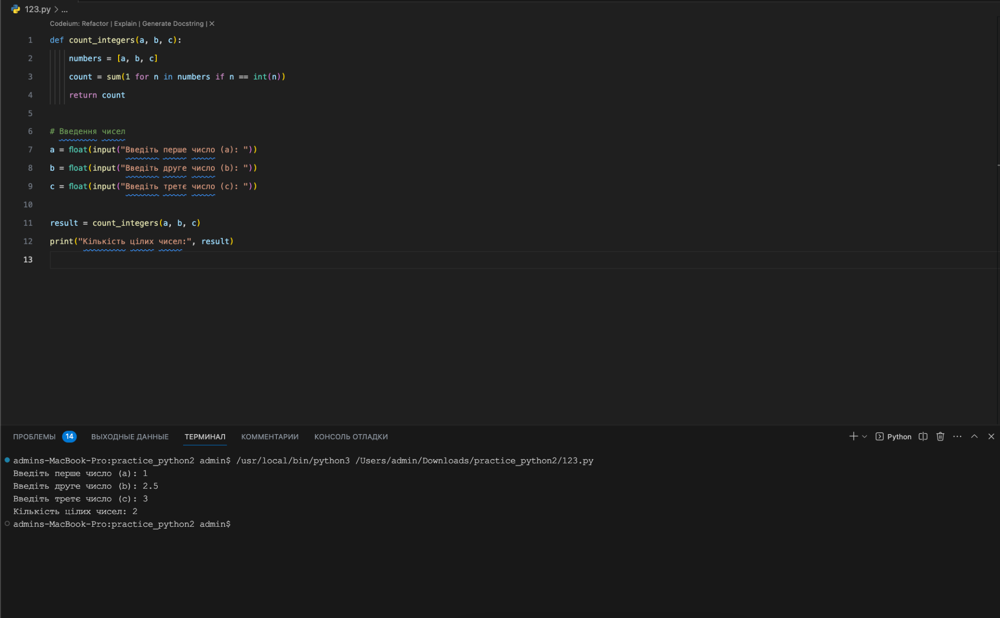 123.py > ...
Codeium: Refactor | Explain | Generate Docstring | ✕
1 def count_integers(a, b, c):
2     numbers = [a, b, c]
3     count = sum(1 for n in numbers if n == int(n))
4     return count
5
6 # Введення чисел
7 a = float(input("Введіть перше число (a): "))
8 b = float(input("Введіть друге число (b): "))
9 c = float(input("Введіть третє число (c): "))
10
11 result = count_integers(a, b, c)
12 print("Кількість цілих чисел:", result)
13
ПРОБЛЕМЫ 14 ВЫХОДНЫЕ ДАННЫЕ ТЕРМИНАЛ КОММЕНТАРИИ КОНСОЛЬ ОТЛАДКИ Python
admins-MacBook-Pro:practice_python2 admin$ /usr/local/bin/python3 /Users/admin/Downloads/practice_python2/123.py
Введіть перше число (a): 1
Введіть друге число (b): 2.5
Введіть третє число (c): 3
Кількість цілих чисел: 2
admins-MacBook-Pro:practice_python2 admin$